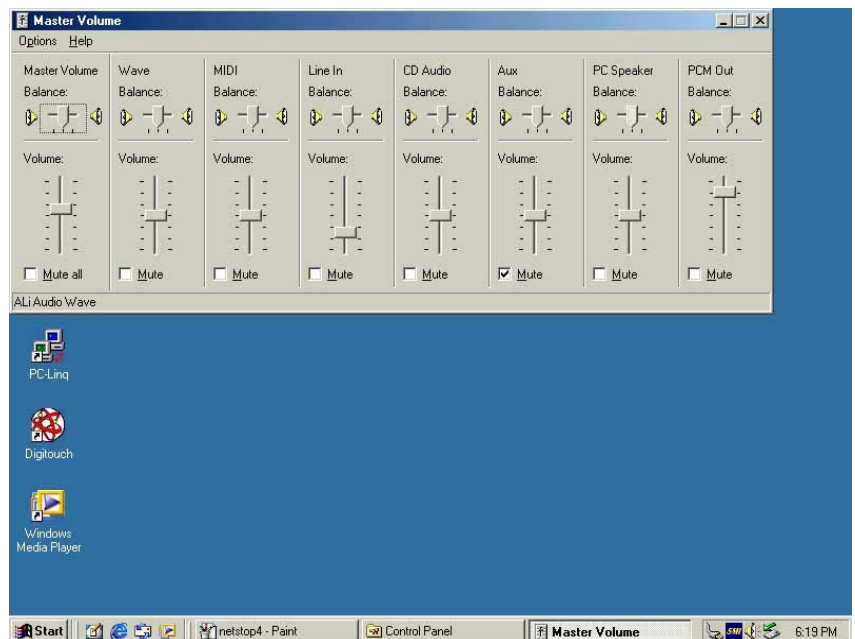 Master Volume
Options Help
Master Volume Wave MIDI Line In CD Audio Aux PC Speaker PCM Out
Balance: Balance: Balance: Balance: Balance: Balance: Balance: Balance:
Volume: Volume: Volume: Volume: Volume: Volume: Volume: Volume:
Mute all Mute Mute Mute Mute Mute Mute Mute
ALi Audio Wave
PC-Linq
Digitouch
Windows
Media Player
Start netstop4 - Paint Control Panel Master Volume SMI 6:19 PM